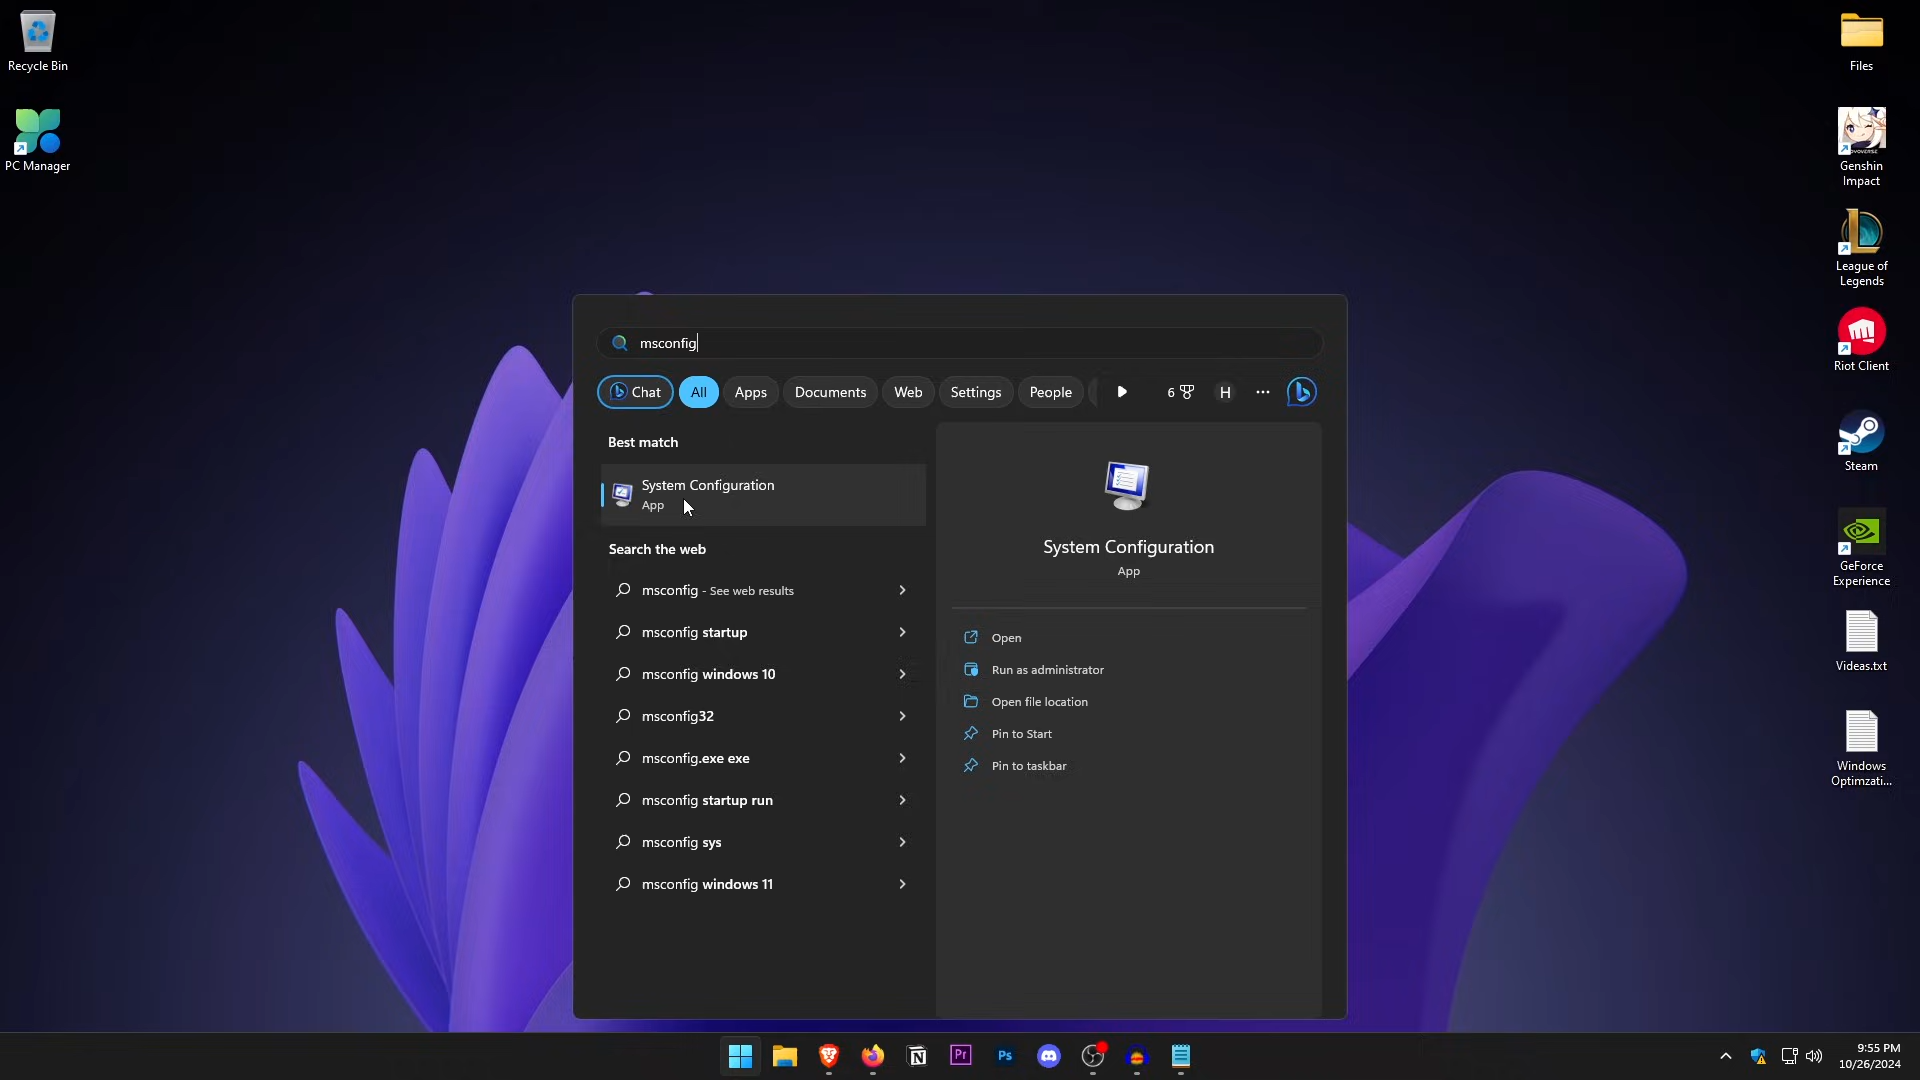 Recycle Bin
PC Manager
Files
Genshin
Impact
League of
Legends
Riot Client
Steam
GeForce
Experience
Videas.txt
Windows
Optimzati...
msconfig
Chat
All
Apps
Documents
Web
Settings
People
6
H
Best match
System Configuration
App
Search the web
msconfig - See web results
msconfig startup
msconfig windows 10
msconfig32
msconfig.exe exe
msconfig startup run
msconfig sys
msconfig windows 11
System Configuration
App
Open
Run as administrator
Open file location
Pin to Start
Pin to taskbar
N
Pr
Ps
9:55 PM
10/26/2024